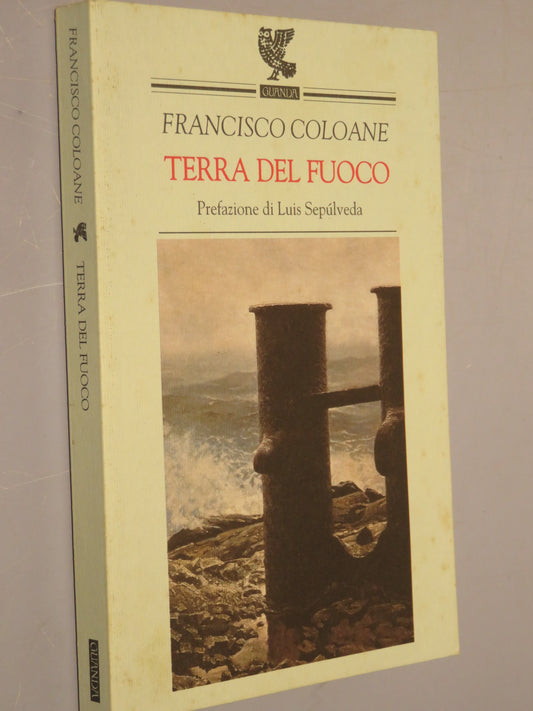 GUANDA
FRANCISCO COLOANE
TERRA DEL FUOCO
Prefazione di Luis Sepúlveda
FRANCISCO COLOANE
TERRA DEL FUOCO
GUANDA